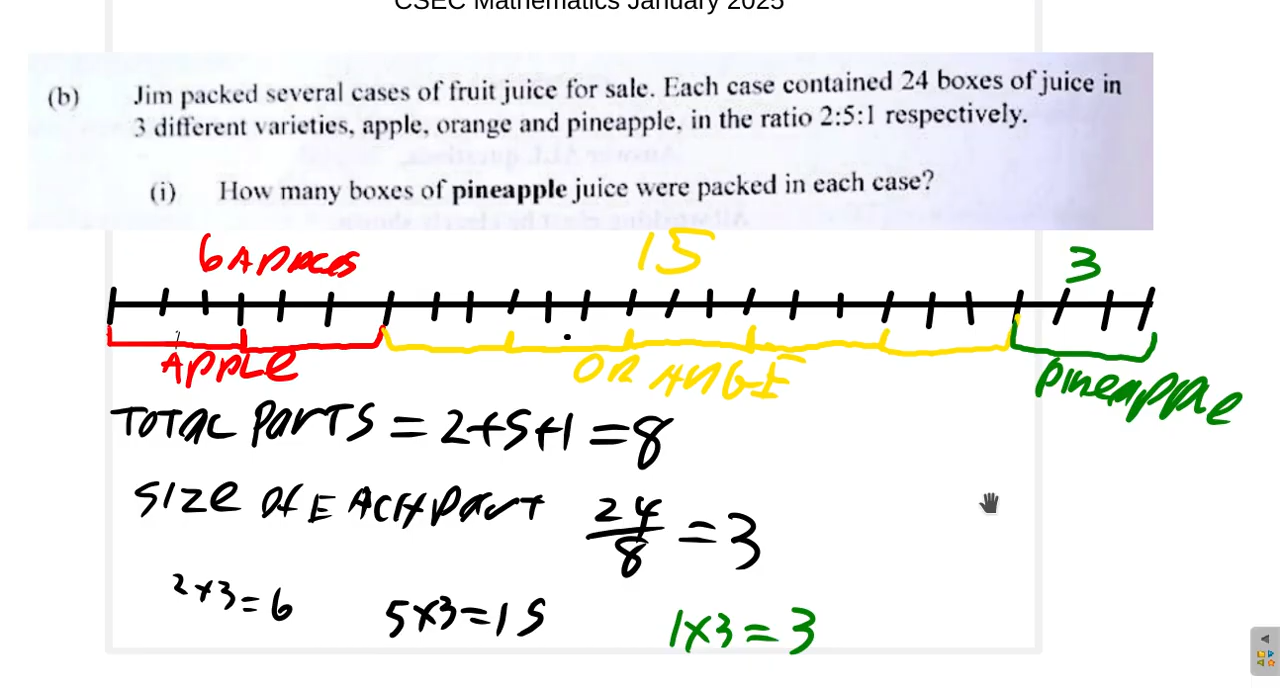 CSEC Mathematics January 2025
(b) Jim packed several cases of fruit juice for sale. Each case contained 24 boxes of juice in
3 different varieties, apple, orange and pineapple, in the ratio 2:5:1 respectively.
(i) How many boxes of pineapple juice were packed in each case?
6 Apples 15 3
APPLE ORANGE pineapple
TOTAL PARTS = 2+5+1 = 8
SIZE OF EACH part 24/8 = 3
2×3=6 5×3=15 1×3=3